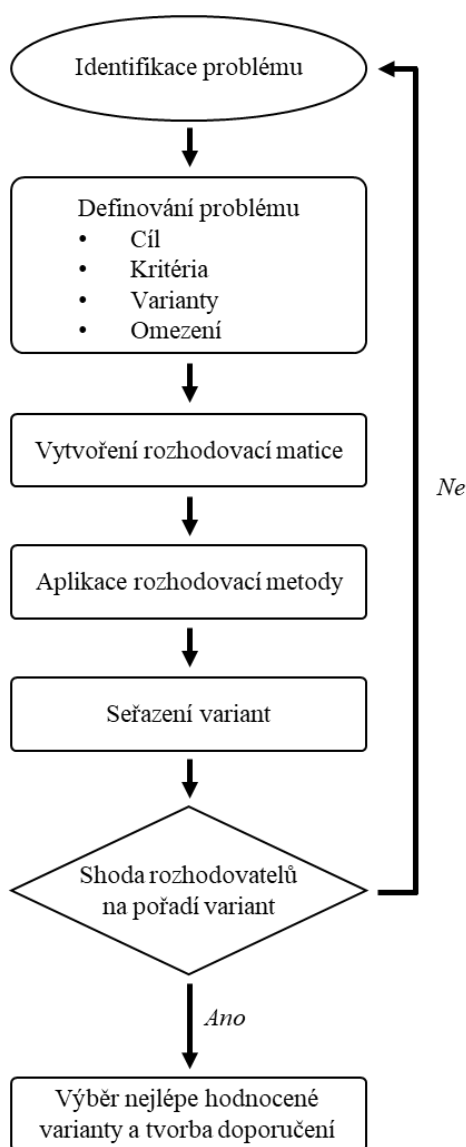 Identifikace problému
Definování problému
• Cíl
• Kritéria
• Varianty
• Omezení
Vytvoření rozhodovací matice
Ne
Aplikace rozhodovací metody
Seřazení variant
Shoda rozhodovatelů
na pořadí variant
Ano
Výběr nejlépe hodnocené
varianty a tvorba doporučení